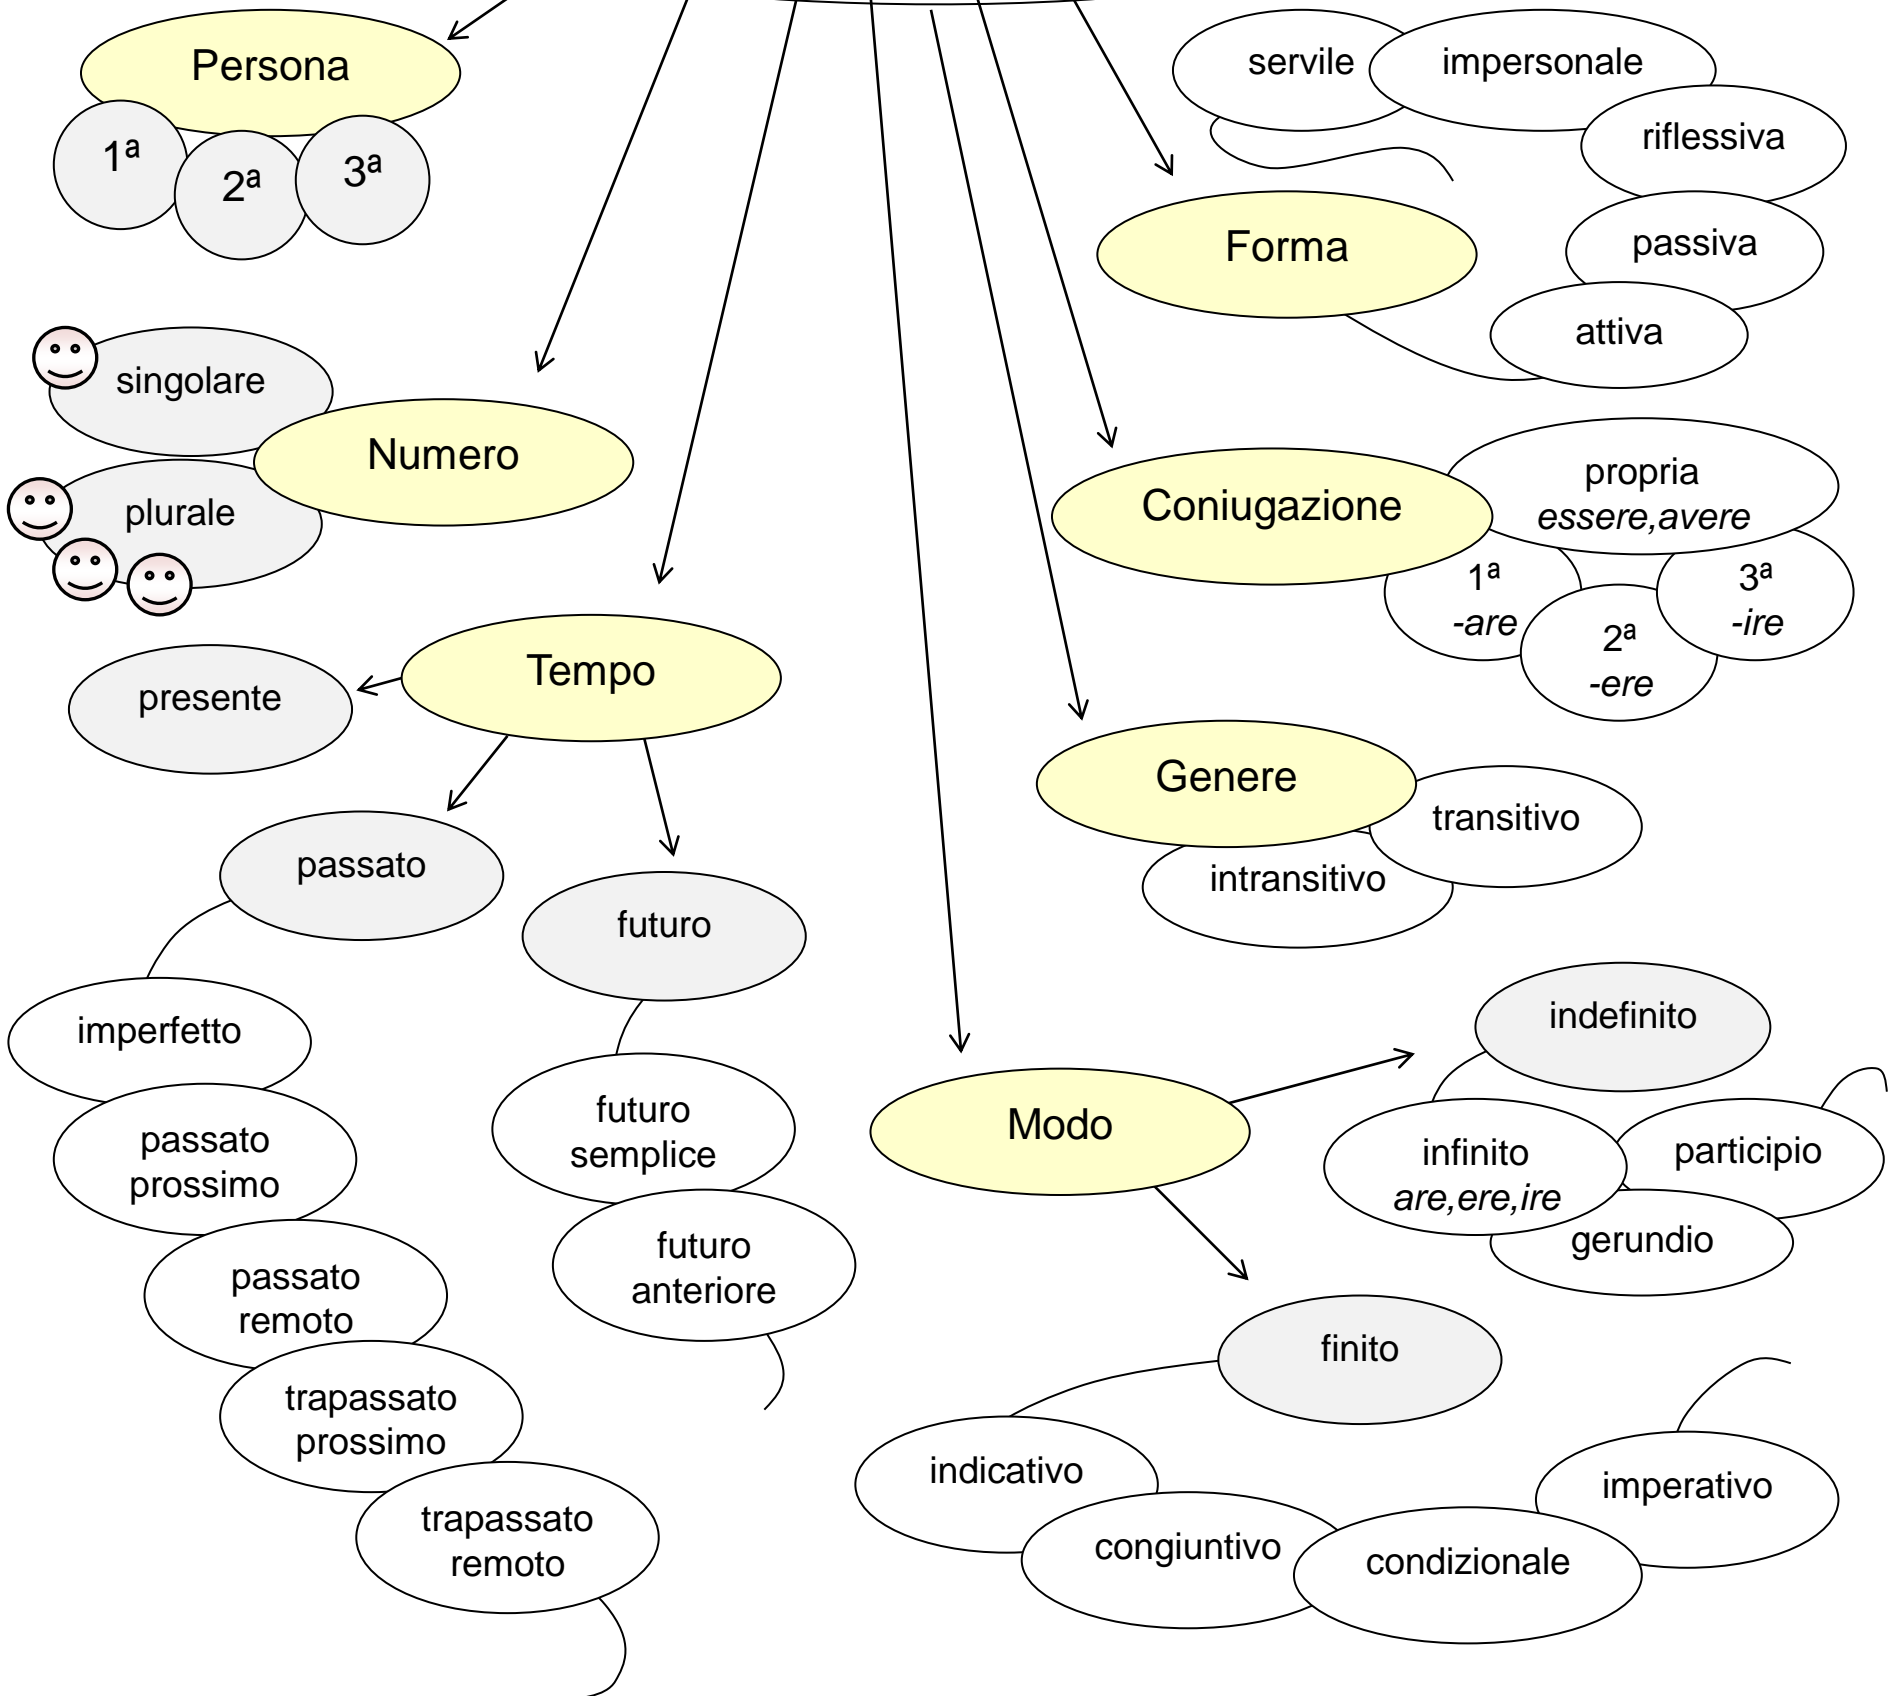 Persona
1ª
2ª
3ª
singolare
plurale
Numero
Tempo
presente
passato
imperfetto
passato
prossimo
passato
remoto
trapassato
prossimo
trapassato
remoto
futuro
futuro
semplice
futuro
anteriore
servile
impersonale
riflessiva
passiva
attiva
Forma
Coniugazione
propria
essere,avere
1ª
-are
2ª
-ere
3ª
-ire
Genere
transitivo
intransitivo
Modo
indefinito
infinito
are,ere,ire
participio
gerundio
finito
indicativo
congiuntivo
condizionale
imperativo